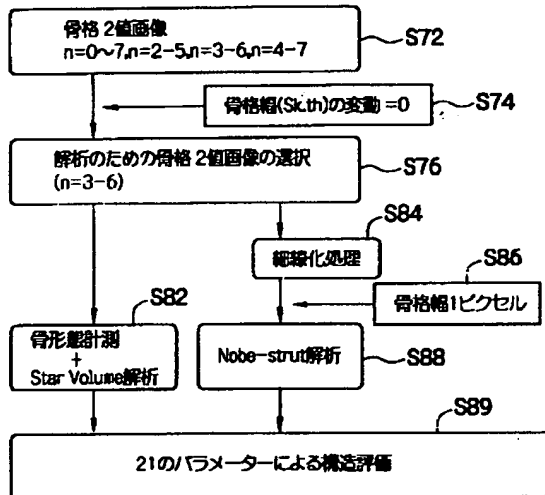 骨格2値画像
n=0〜7,n=2-5,n=3-6,n=4-7
S72
骨格幅(Sk.th)の変動=0
S74
解析のための骨格2値画像の選択
(n=3-6)
S76
S84
細線化処理
S86
骨格幅1ピクセル
S82
骨形態計測
+
Star Volume解析
Nobe-strut解析
S88
S89
21のパラメーターによる構造評価